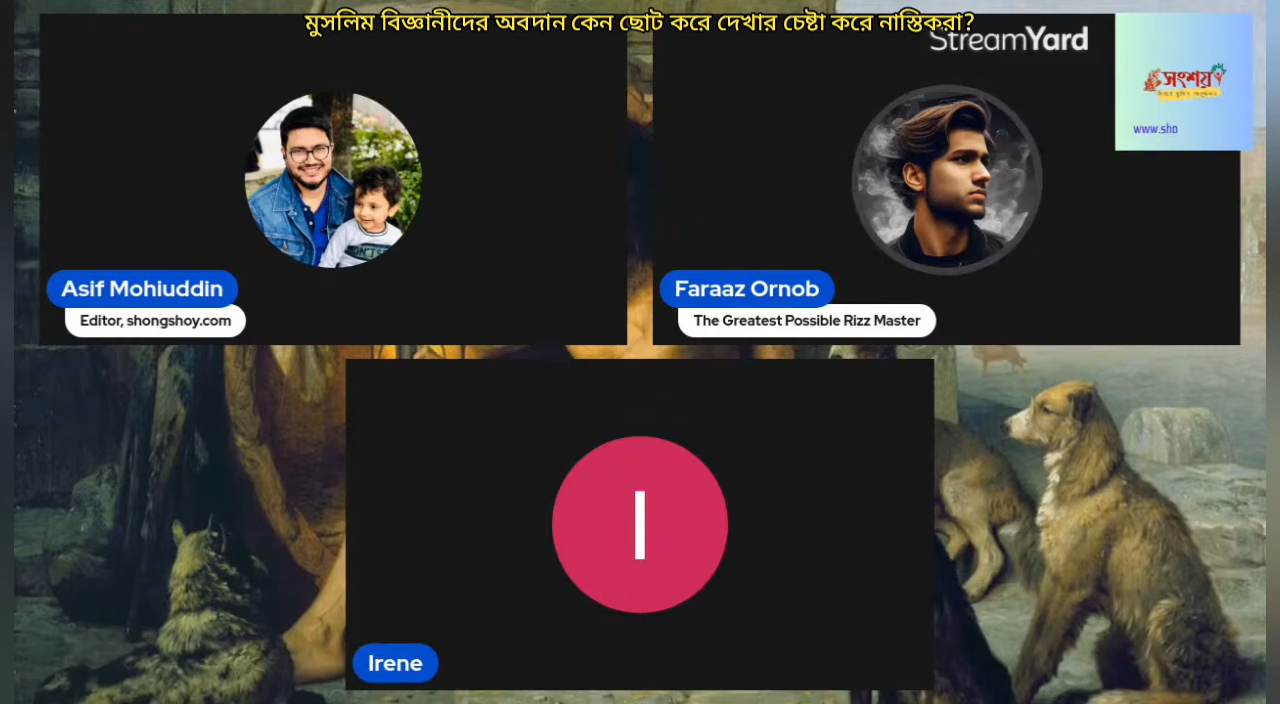 মুসলিম বিজ্ঞানীদের অবদান কেন ছোট করে দেখার চেষ্টা করে নাস্তিকরা?
StreamYard
সংশয়
www.sho
Asif Mohiuddin
Editor, shongshoy.com
Faraaz Ornob
The Greatest Possible Rizz Master
I
Irene